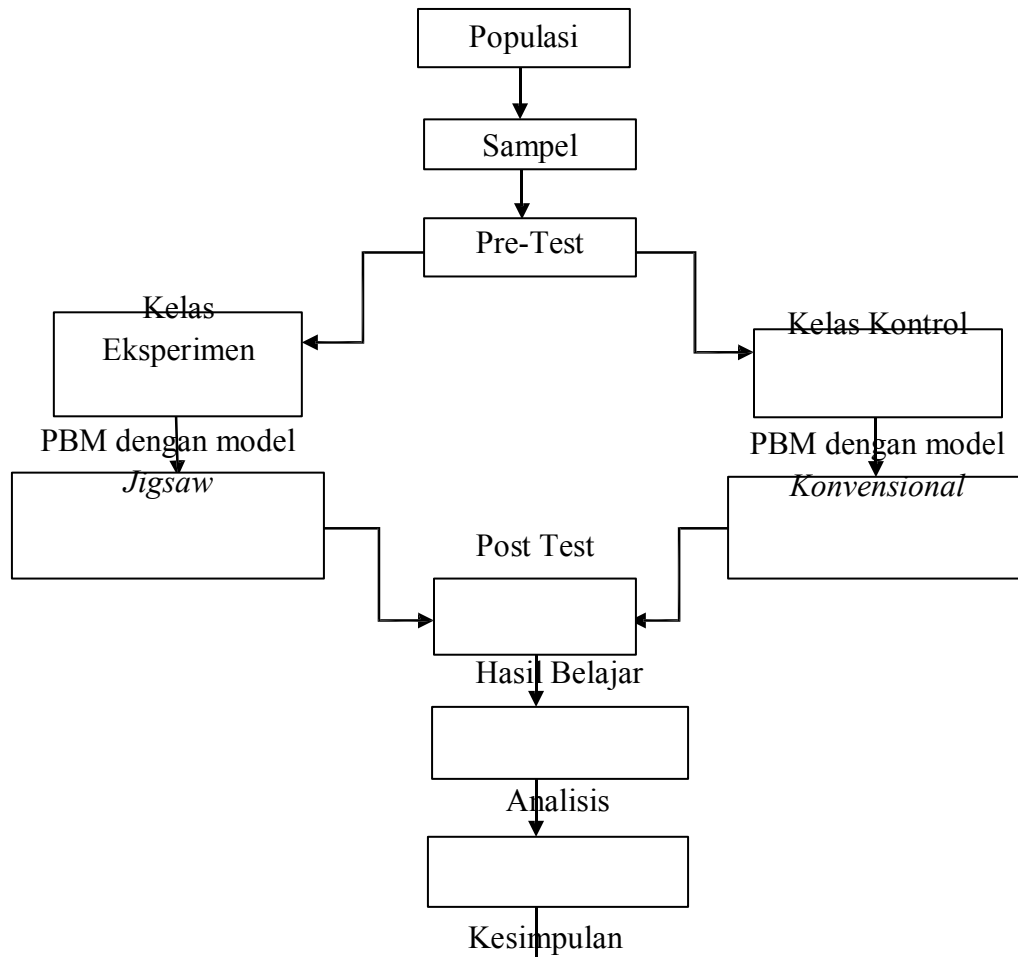 Populasi
Sampel
Pre-Test
Kelas
Eksperimen
Kelas Kontrol
PBM dengan model
Jigsaw
PBM dengan model
Konvensional
Post Test
Hasil Belajar
Analisis
Kesimpulan